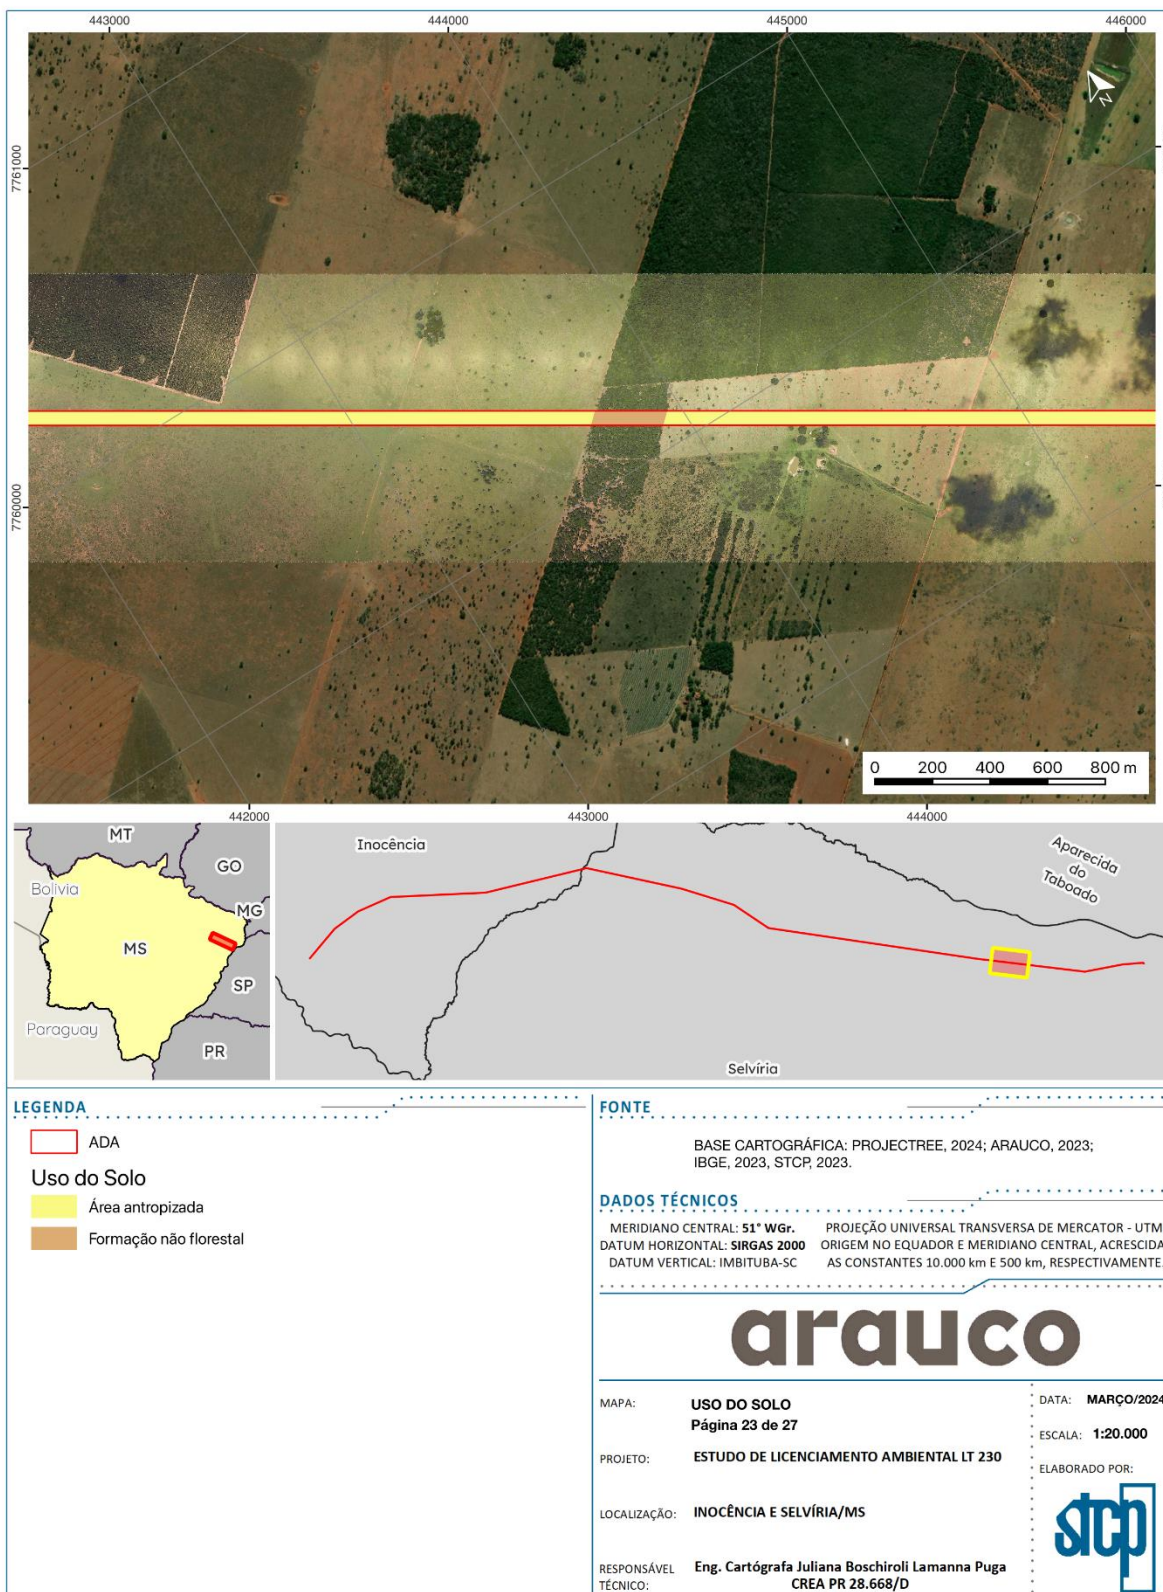 443000 444000 445000 446000
7761000
7760000
N
0 200 400 600 800 m
442000 443000 444000
MT
GO
Bolivia
MG
MS
SP
Paraguay
PR
Inocência
Aparecida
do
Taboado
Selvíria
LEGENDA
ADA
Uso do Solo
Área antropizada
Formação não florestal
FONTE
BASE CARTOGRÁFICA: PROJECTREE, 2024; ARAUCO, 2023;
IBGE, 2023, STCP, 2023.
DADOS TÉCNICOS
MERIDIANO CENTRAL: 51° WGr.
DATUM HORIZONTAL: SIRGAS 2000
DATUM VERTICAL: IMBITUBA-SC
PROJEÇÃO UNIVERSAL TRANSVERSA DE MERCATOR - UTM
ORIGEM NO EQUADOR E MERIDIANO CENTRAL, ACRESCIDA
AS CONSTANTES 10.000 km E 500 km, RESPECTIVAMENTE.
arauco
MAPA: USO DO SOLO
Página 23 de 27
PROJETO: ESTUDO DE LICENCIAMENTO AMBIENTAL LT 230
LOCALIZAÇÃO: INOCÊNCIA E SELVÍRIA/MS
RESPONSÁVEL
TÉCNICO:
Eng. Cartógrafa Juliana Boschiroli Lamanna Puga
CREA PR 28.668/D
DATA: MARÇO/2024
ESCALA: 1:20.000
ELABORADO POR:
stcp